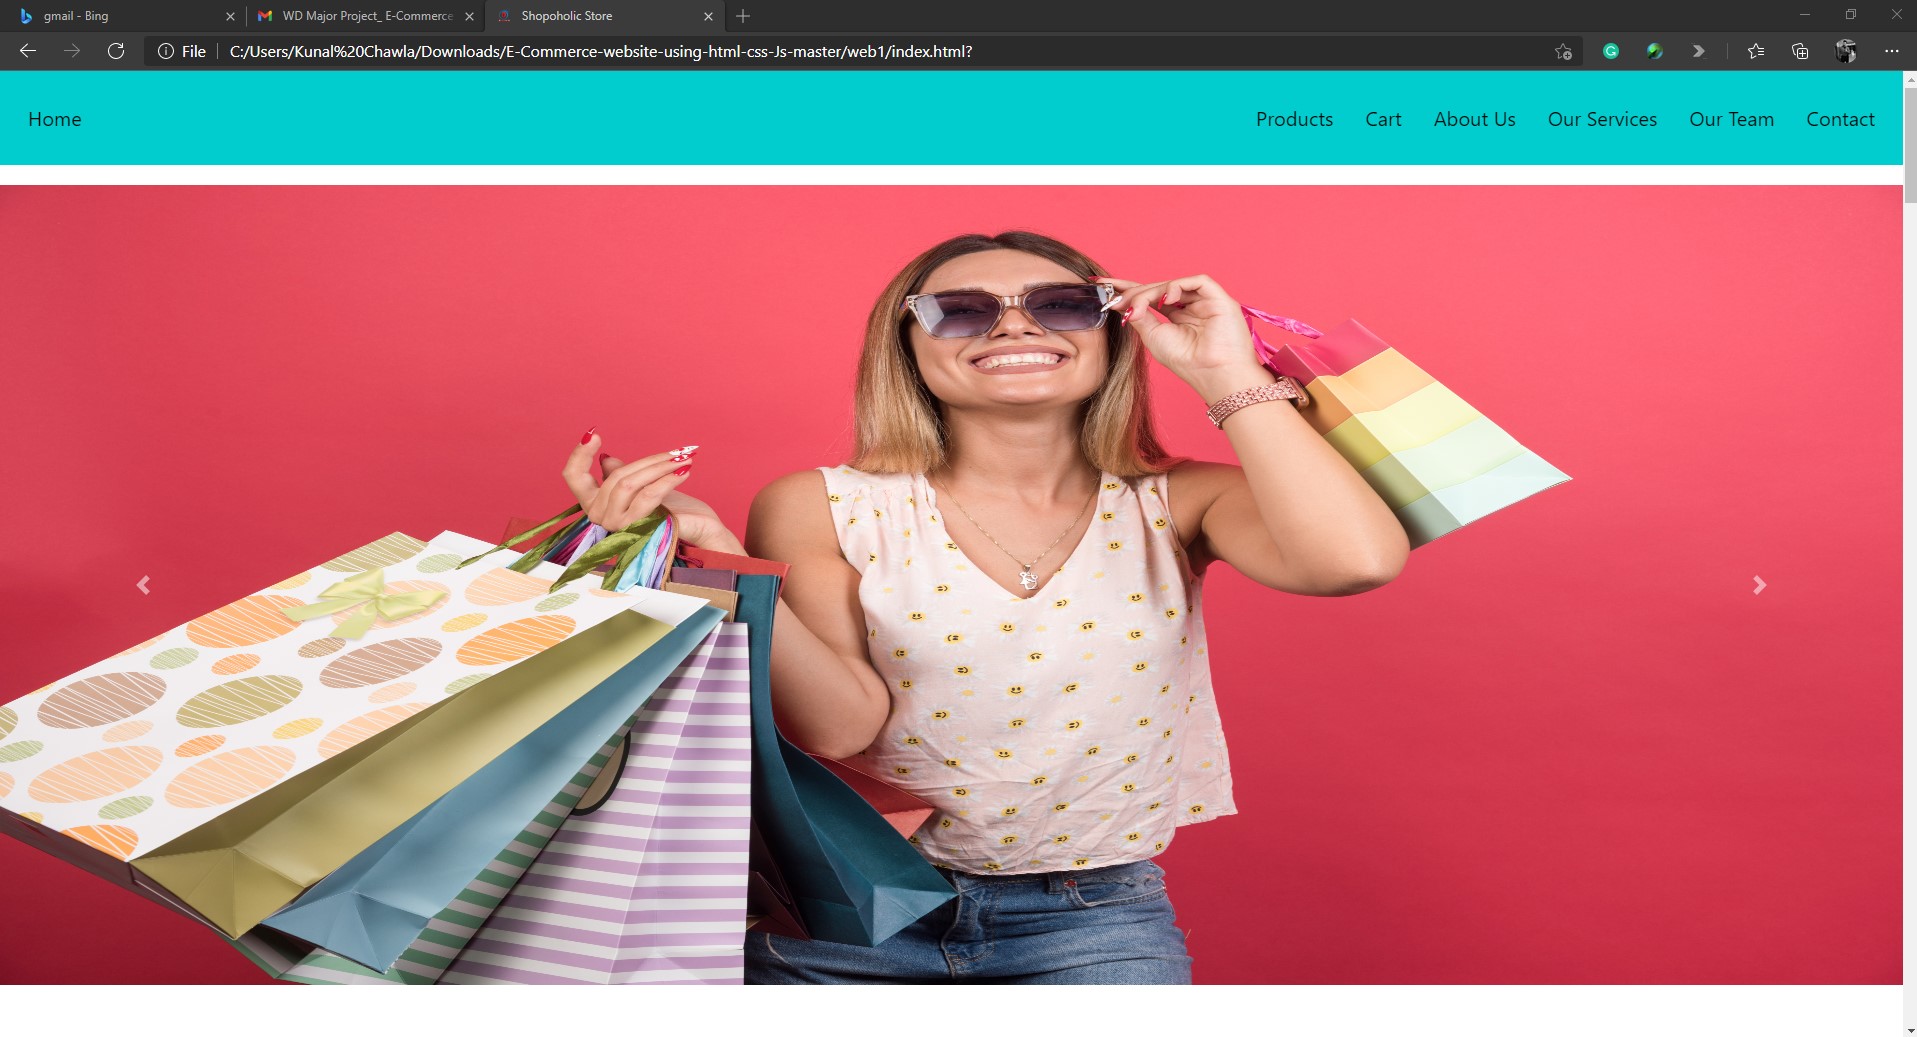 gmail - Bing
WD Major Project_ E-Commerce
Shopoholic Store
File
C:/Users/Kunal%20Chawla/Downloads/E-Commerce-website-using-html-css-Js-master/web1/index.html?
Home
Products
Cart
About Us
Our Services
Our Team
Contact